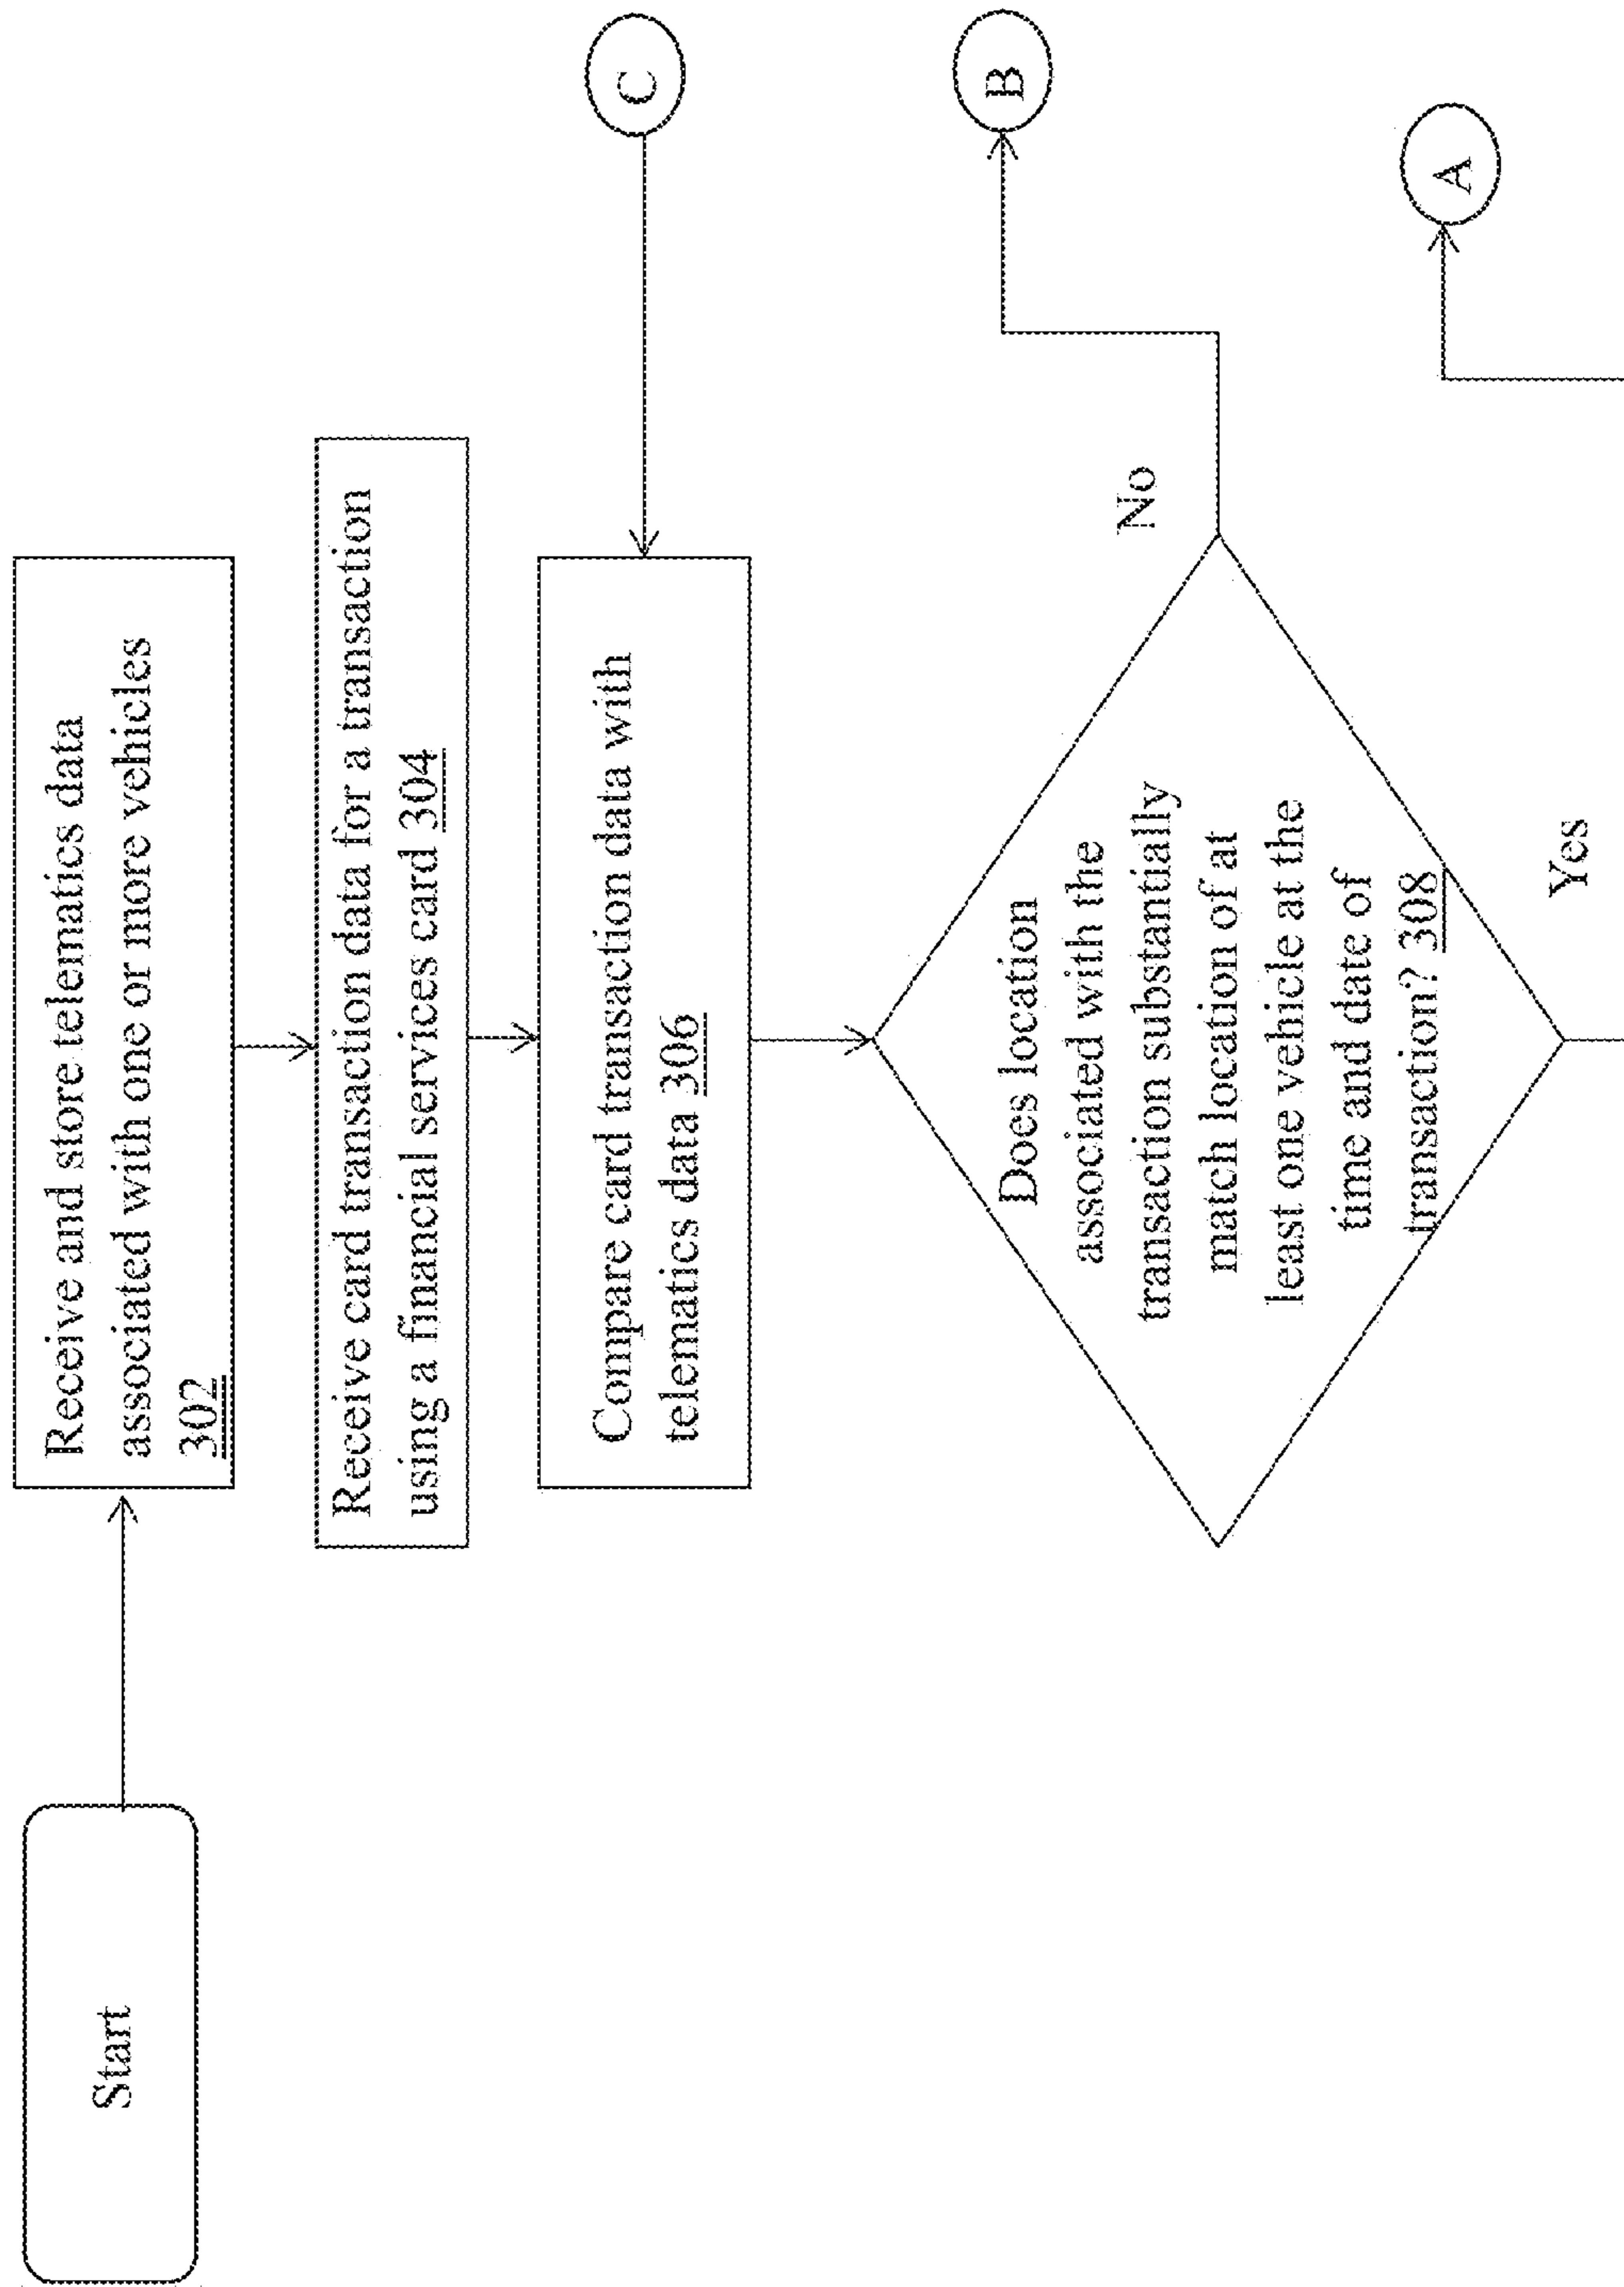 Start
Receive and store telematics data
associated with one or more vehicles
302
Receive card transaction data for a transaction
using a financial services card 304
Compare card transaction data with
telematics data 306
C
Does location
associated with the
transaction substantially
match location of at
least one vehicle at the
time and date of
transaction? 308
No
B
Yes
A